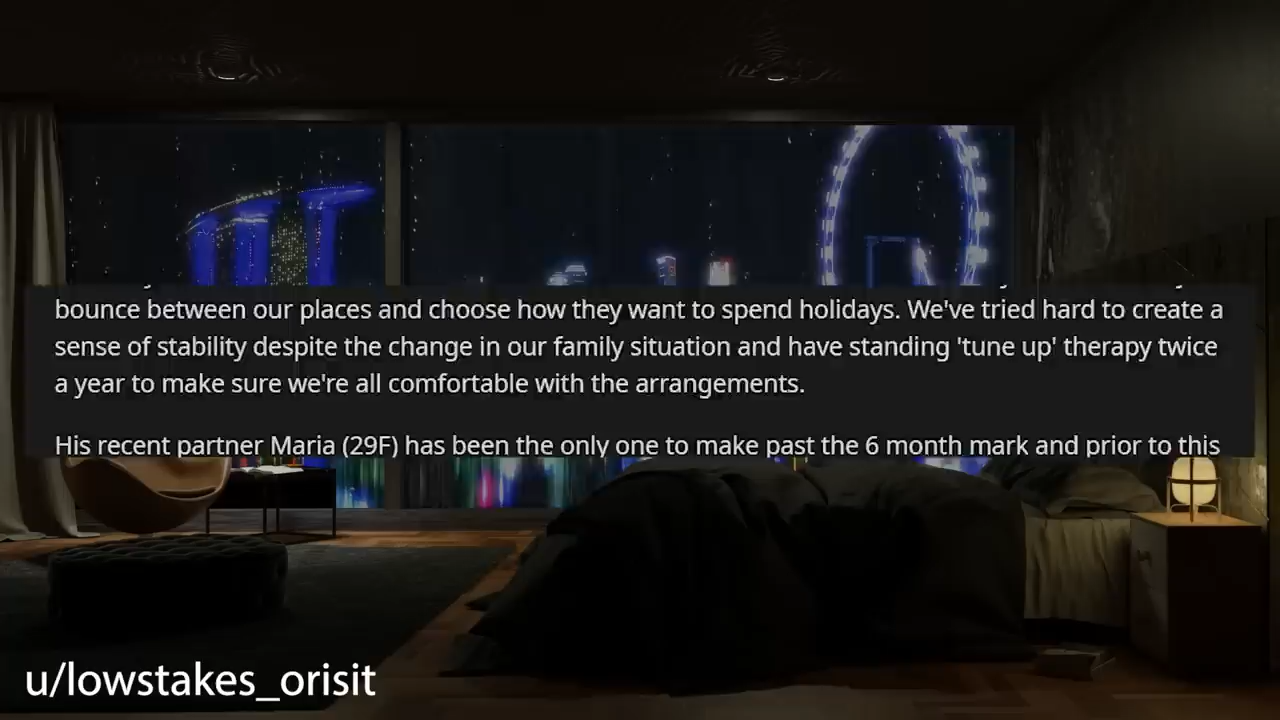 bounce between our places and choose how they want to spend holidays. We've tried hard to create a
sense of stability despite the change in our family situation and have standing 'tune up' therapy twice
a year to make sure we're all comfortable with the arrangements.
His recent partner Maria (29F) has been the only one to make past the 6 month mark and prior to this
u/lowstakes_orisit